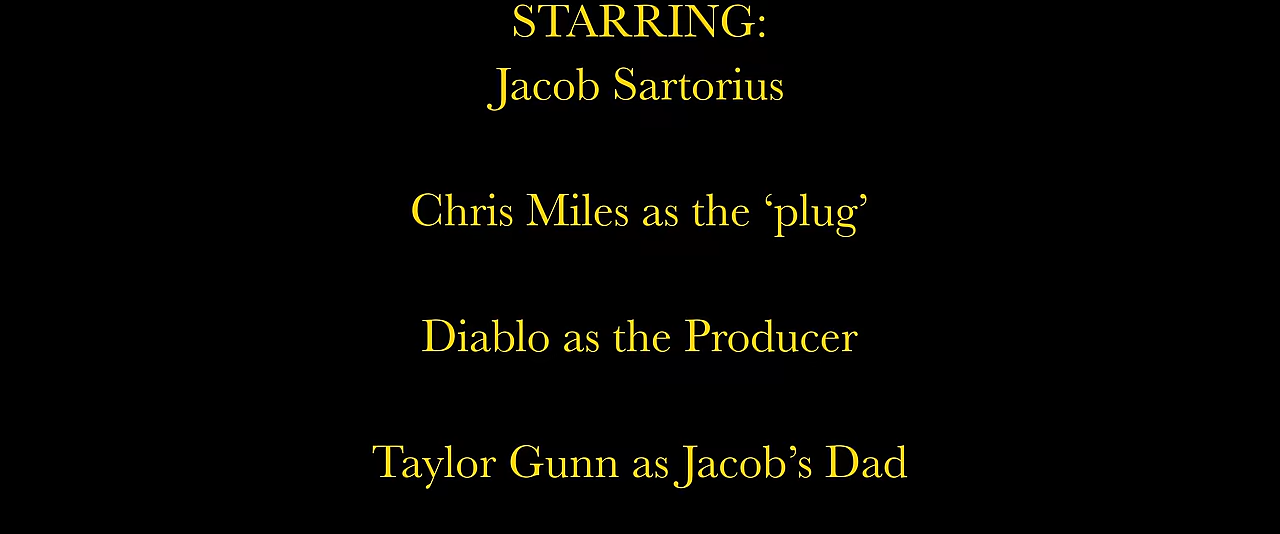 STARRING:
Jacob Sartorius
Chris Miles as the ‘plug’
Diablo as the Producer
Taylor Gunn as Jacob’s Dad